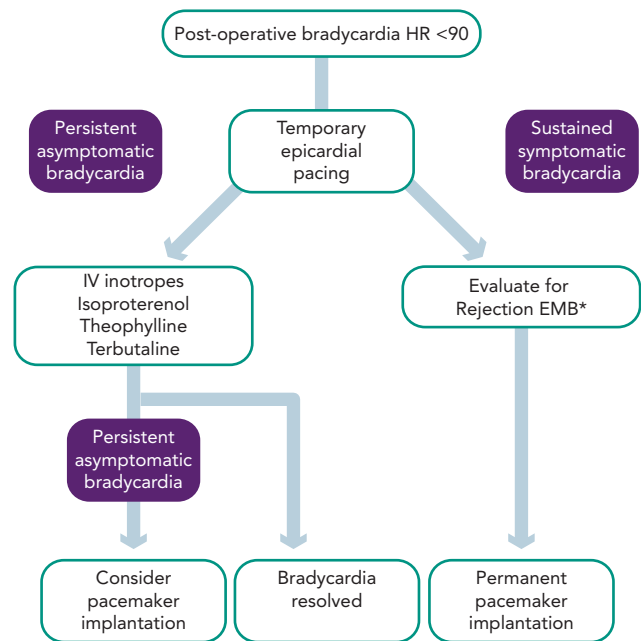 Post-operative bradycardia HR <90
Persistent
asymptomatic
bradycardia
Temporary
epicardial
pacing
Sustained
symptomatic
bradycardia
IV inotropes
Isoproterenol
Theophylline
Terbutaline
Evaluate for
Rejection EMB*
Persistent
asymptomatic
bradycardia
Consider
pacemaker
implantation
Bradycardia
resolved
Permanent
pacemaker
implantation